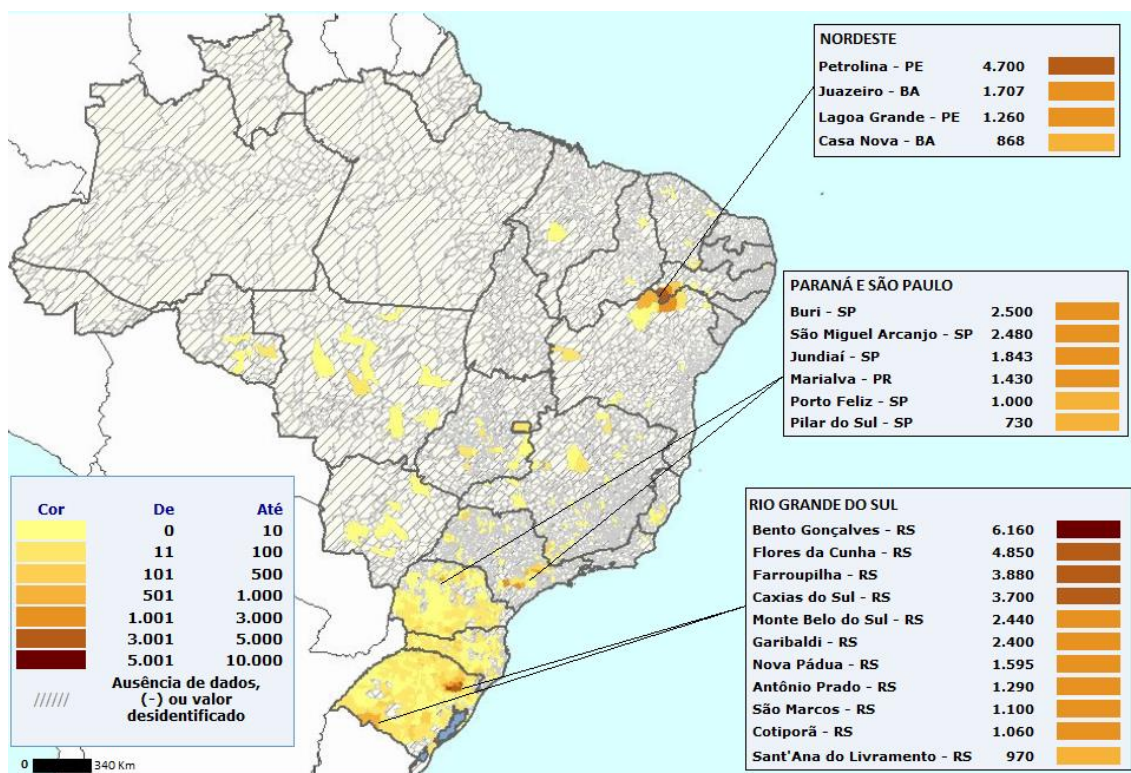 NORDESTE
Petrolina - PE 4.700
Juazeiro - BA 1.707
Lagoa Grande - PE 1.260
Casa Nova - BA 868
PARANÁ E SÃO PAULO
Buri - SP 2.500
São Miguel Arcanjo - SP 2.480
Jundiaí - SP 1.843
Marialva - PR 1.430
Porto Feliz - SP 1.000
Pilar do Sul - SP 730
RIO GRANDE DO SUL
Bento Gonçalves - RS 6.160
Flores da Cunha - RS 4.850
Farroupilha - RS 3.880
Caxias do Sul - RS 3.700
Monte Belo do Sul - RS 2.440
Garibaldi - RS 2.400
Nova Pádua - RS 1.595
Antônio Prado - RS 1.290
São Marcos - RS 1.100
Cotiporã - RS 1.060
Sant'Ana do Livramento - RS 970
Cor De Até
0 10
11 100
101 500
501 1.000
1.001 3.000
3.001 5.000
5.001 10.000
////// Ausência de dados,
(-) ou valor
desidentificado
0 340 Km